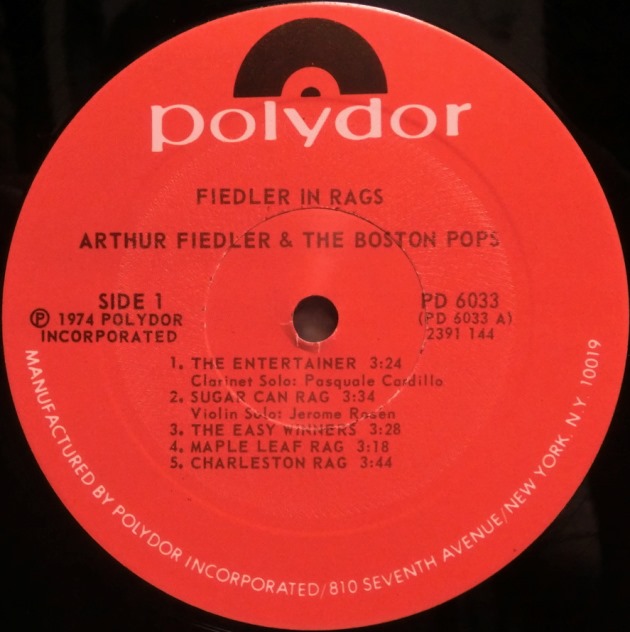 polydor
FIEDLER IN RAGS
ARTHUR FIEDLER & THE BOSTON POPS
SIDE 1
℗ 1974 POLYDOR
INCORPORATED
PD 6033
(PD 6033 A)
2391 144
1. THE ENTERTAINER 3:24
Clarinet Solo: Pasquale Cardillo
2. SUGAR CAN RAG 3:34
Violin Solo: Jerome Rosen
3. THE EASY WINNERS 3:28
4. MAPLE LEAF RAG 3:18
5. CHARLESTON RAG 3:44
MANUFACTURED BY POLYDOR INCORPORATED/810 SEVENTH AVENUE/NEW YORK. N.Y. 10019